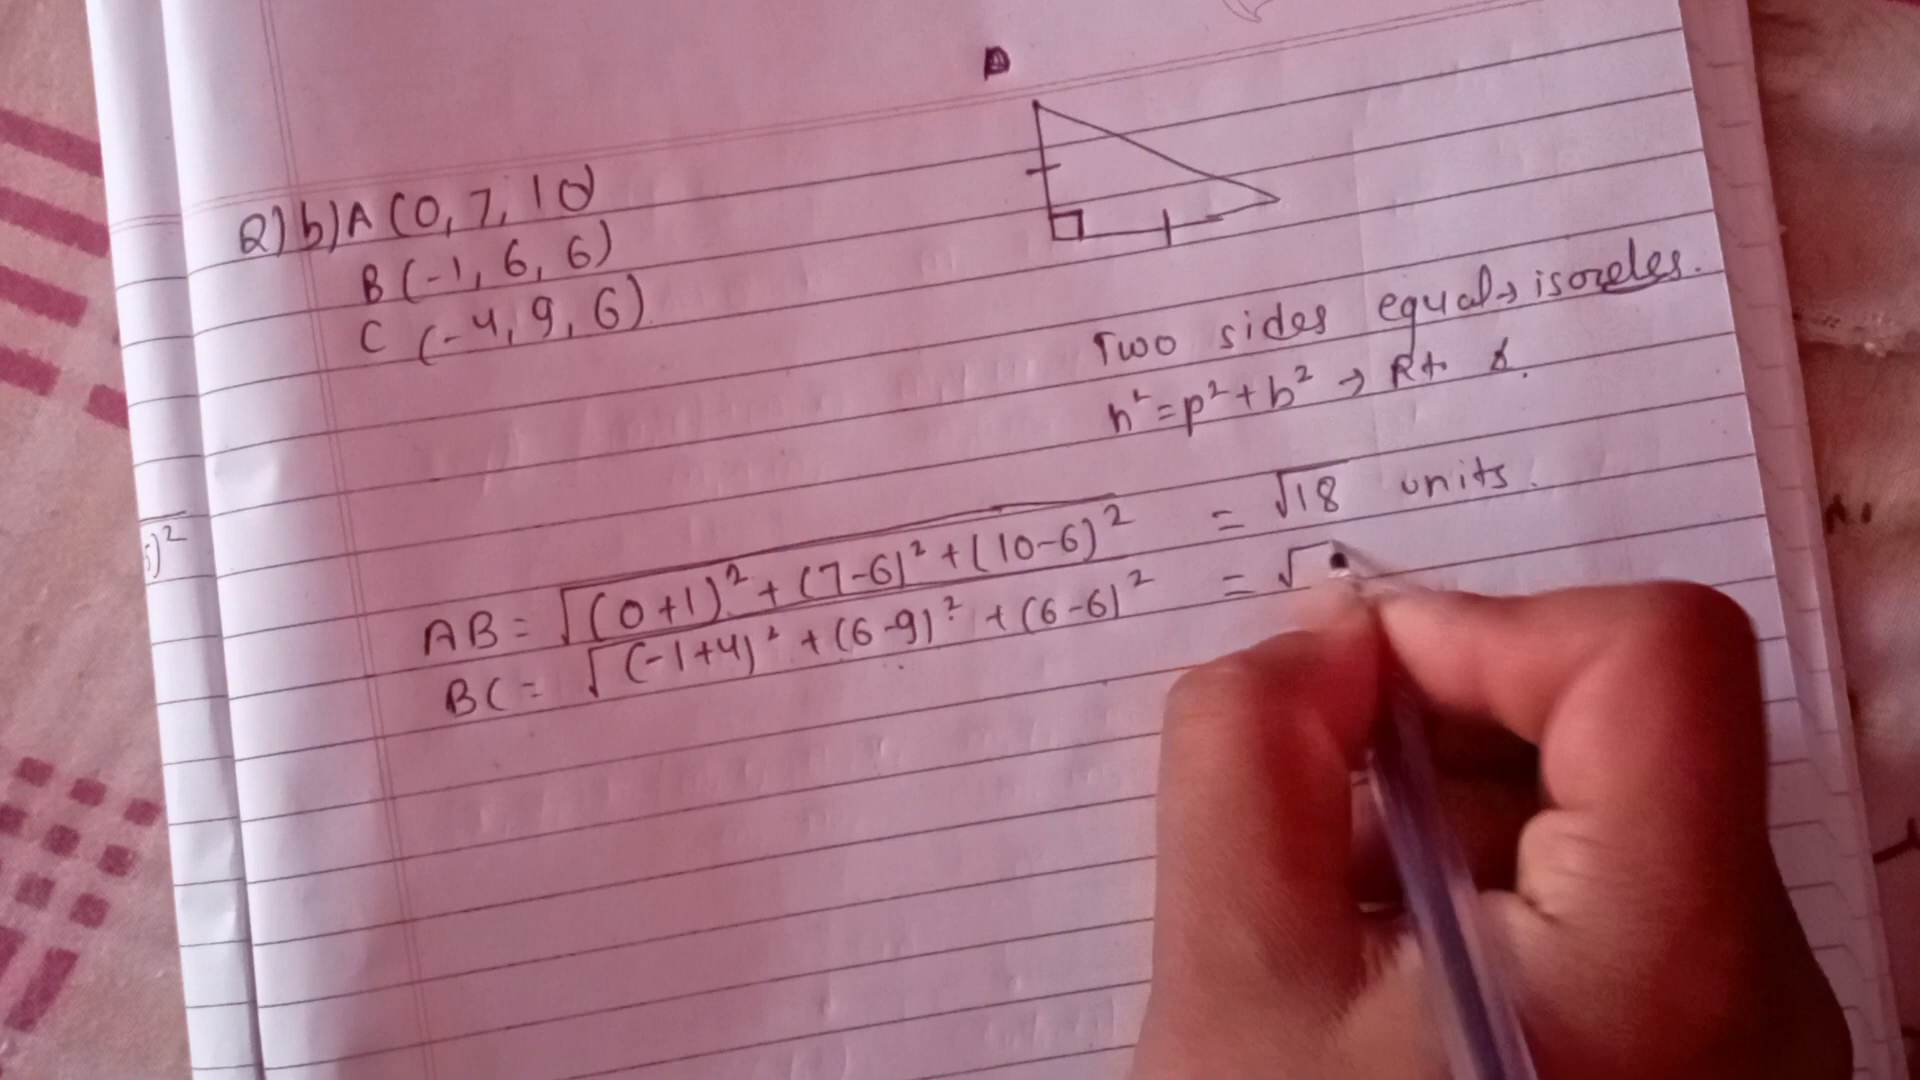 Q) b) A (0, 7, 10)
B (-1, 6, 6)
C (-4, 9, 6)
Two sides equal → isoceles.
h² = p² + b² → Rt
AB = √(0+1)² + (7-6)² + (10-6)² = √18 units.
BC = √(-1+4)² + (6-9)² + (6-6)² = √
)²